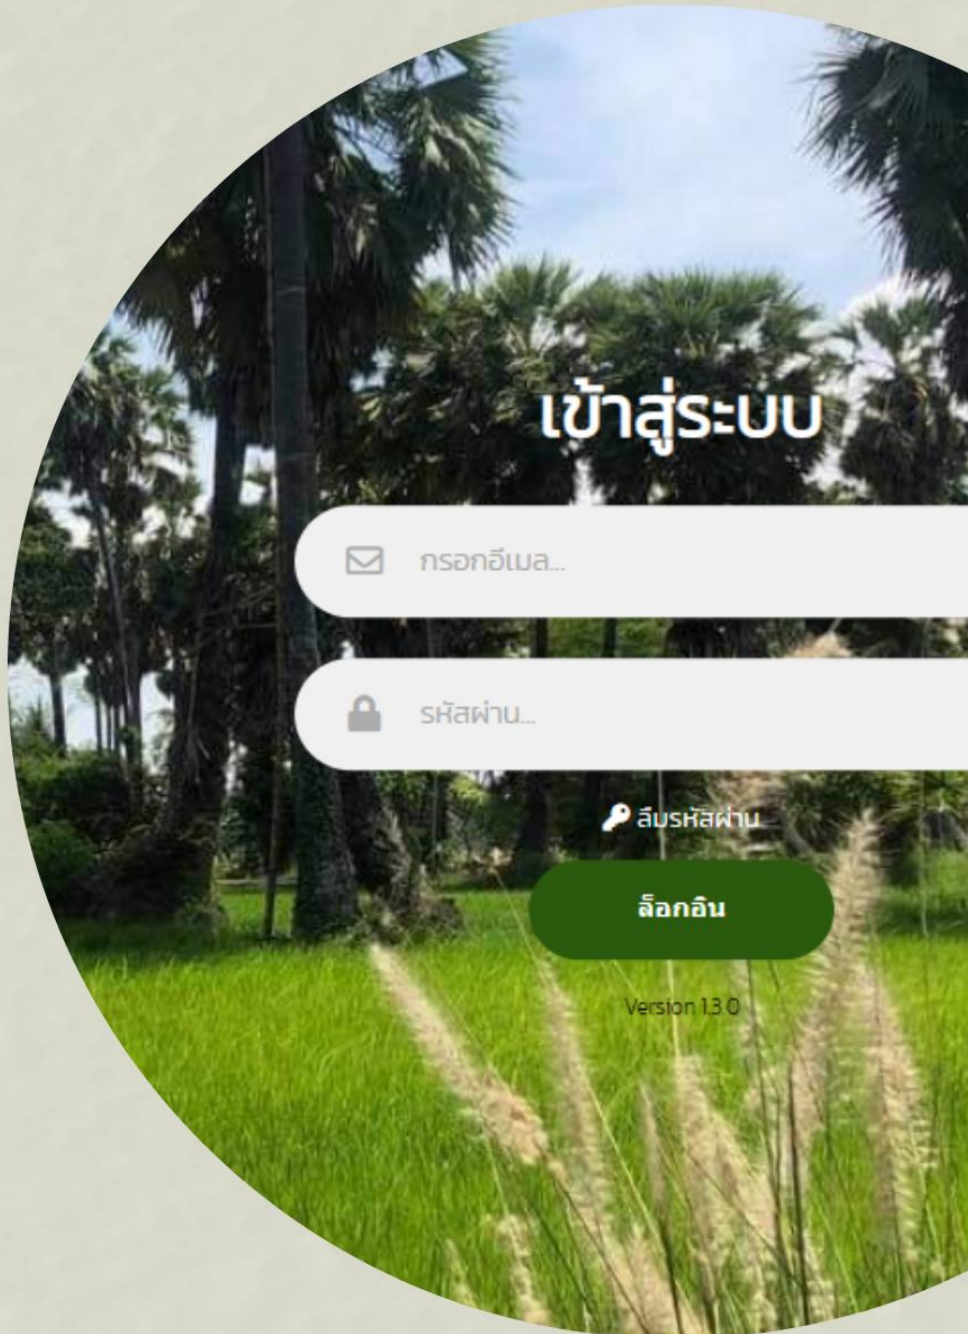 เข้าสู่ระบบ
กรอกอีเมล...
รหัสผ่าน...
ลืมรหัสผ่าน
ล็อกอิน
Version 1.3.0